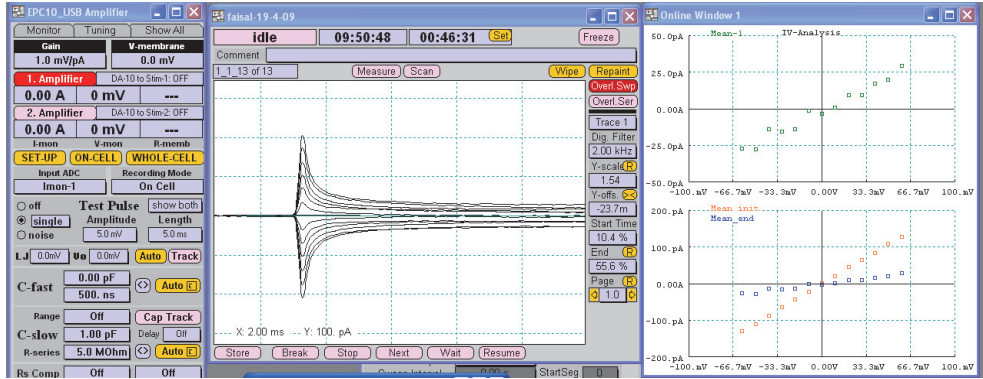 EPC10_USB Amplifier
Monitor Tuning Show All
Gain V-membrane
1.0 mV/pA 0.0 mV
1. Amplifier DA-10 to Stim-1: OFF
0.00 A 0 mV ---
2. Amplifier DA-10 to Stim-2: OFF
0.00 A 0 mV ---
I-mon V-mon R-memb
SET-UP ON-CELL WHOLE-CELL
Input ADC Recording Mode
Imon-1 On Cell
off Test Pulse show both
single Amplitude Length
noise 5.0 mV 5.0 ms
LJ 0.0mV Vo 0.0mV Auto Track
0.00 pF
C-fast <> Auto
500. ns
Range Off Cap Track
C-slow 1.00 pF Delay Off
R-series 5.0 MOhm <> Auto
Rs Comp Off Off
faisal-19-4-09
idle 09:50:48 00:46:31 Set Freeze
Comment
1_1_13 of 13 Measure Scan Wipe Repaint
Overl.Swp
Overl.Ser
Trace 1
Dig. Filter
2.00 kHz
Y-scale R
1.54
Y-offs. ><
-23.7m
Start Time
10.4 %
End R
55.6 %
Page R
1.0
X: 2.00 ms Y: 100. pA
Store Break Stop Next Wait Resume
Sweep Interval 0.00 s StartSeg 0
Online Window 1
50.0pA Mean-1 IV-Analysis
25.0pA
0.00A
-25.0pA
-50.0pA
-100.mV -66.7mV -33.3mV 0.00V 33.3mV 66.7mV 100.mV
200.pA Mean init
Mean_end
100.pA
0.00A
-100.pA
-200.pA
-100.mV -66.7mV -33.3mV 0.00V 33.3mV 66.7mV 100.mV